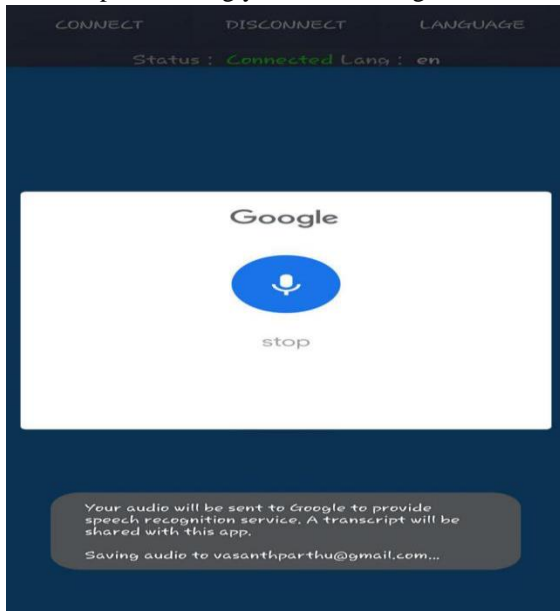 CONNECT DISCONNECT LANGUAGE
Status : Connected Lang : en
Google
stop
Your audio will be sent to Google to provide
speech recognition service. A transcript will be
shared with this app.
Saving audio to vasanthparthu@gmail.com...